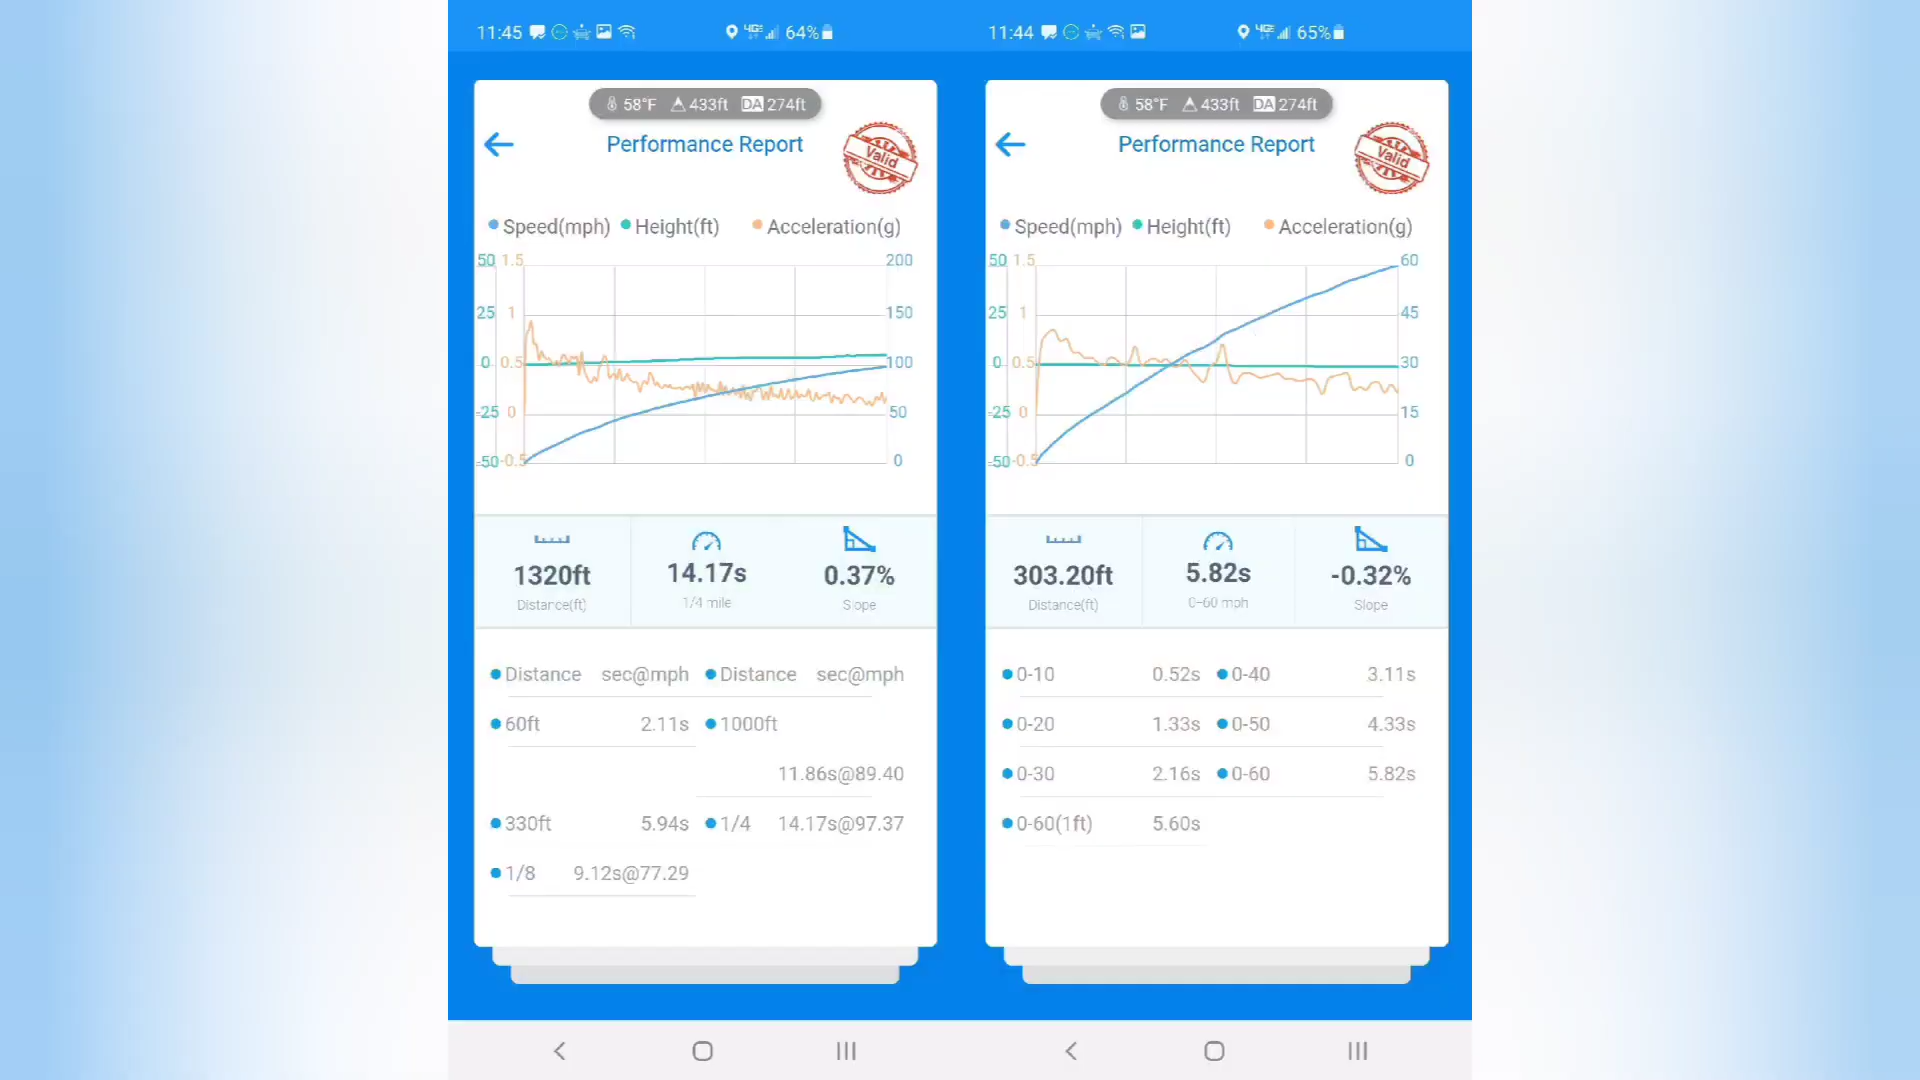 11:45 4GE 64%
58°F 433ft DA 274ft
Performance Report
Valid
Speed(mph) Height(ft) Acceleration(g)
50 1.5 200
25 1 150
0 0.5 100
-25 0 50
-50 -0.5 0
1320ft 14.17s 0.37%
Distance(ft) 1/4 mile Slope
Distance sec@mph Distance sec@mph
60ft 2.11s 1000ft
11.86s@89.40
330ft 5.94s 1/4 14.17s@97.37
1/8 9.12s@77.29
11:44 4GE 65%
58°F 433ft DA 274ft
Performance Report
Valid
Speed(mph) Height(ft) Acceleration(g)
50 1.5 60
25 1 45
0 0.5 30
-25 0 15
-50 -0.5 0
303.20ft 5.82s -0.32%
Distance(ft) 0-60 mph Slope
0-10 0.52s 0-40 3.11s
0-20 1.33s 0-50 4.33s
0-30 2.16s 0-60 5.82s
0-60(1ft) 5.60s